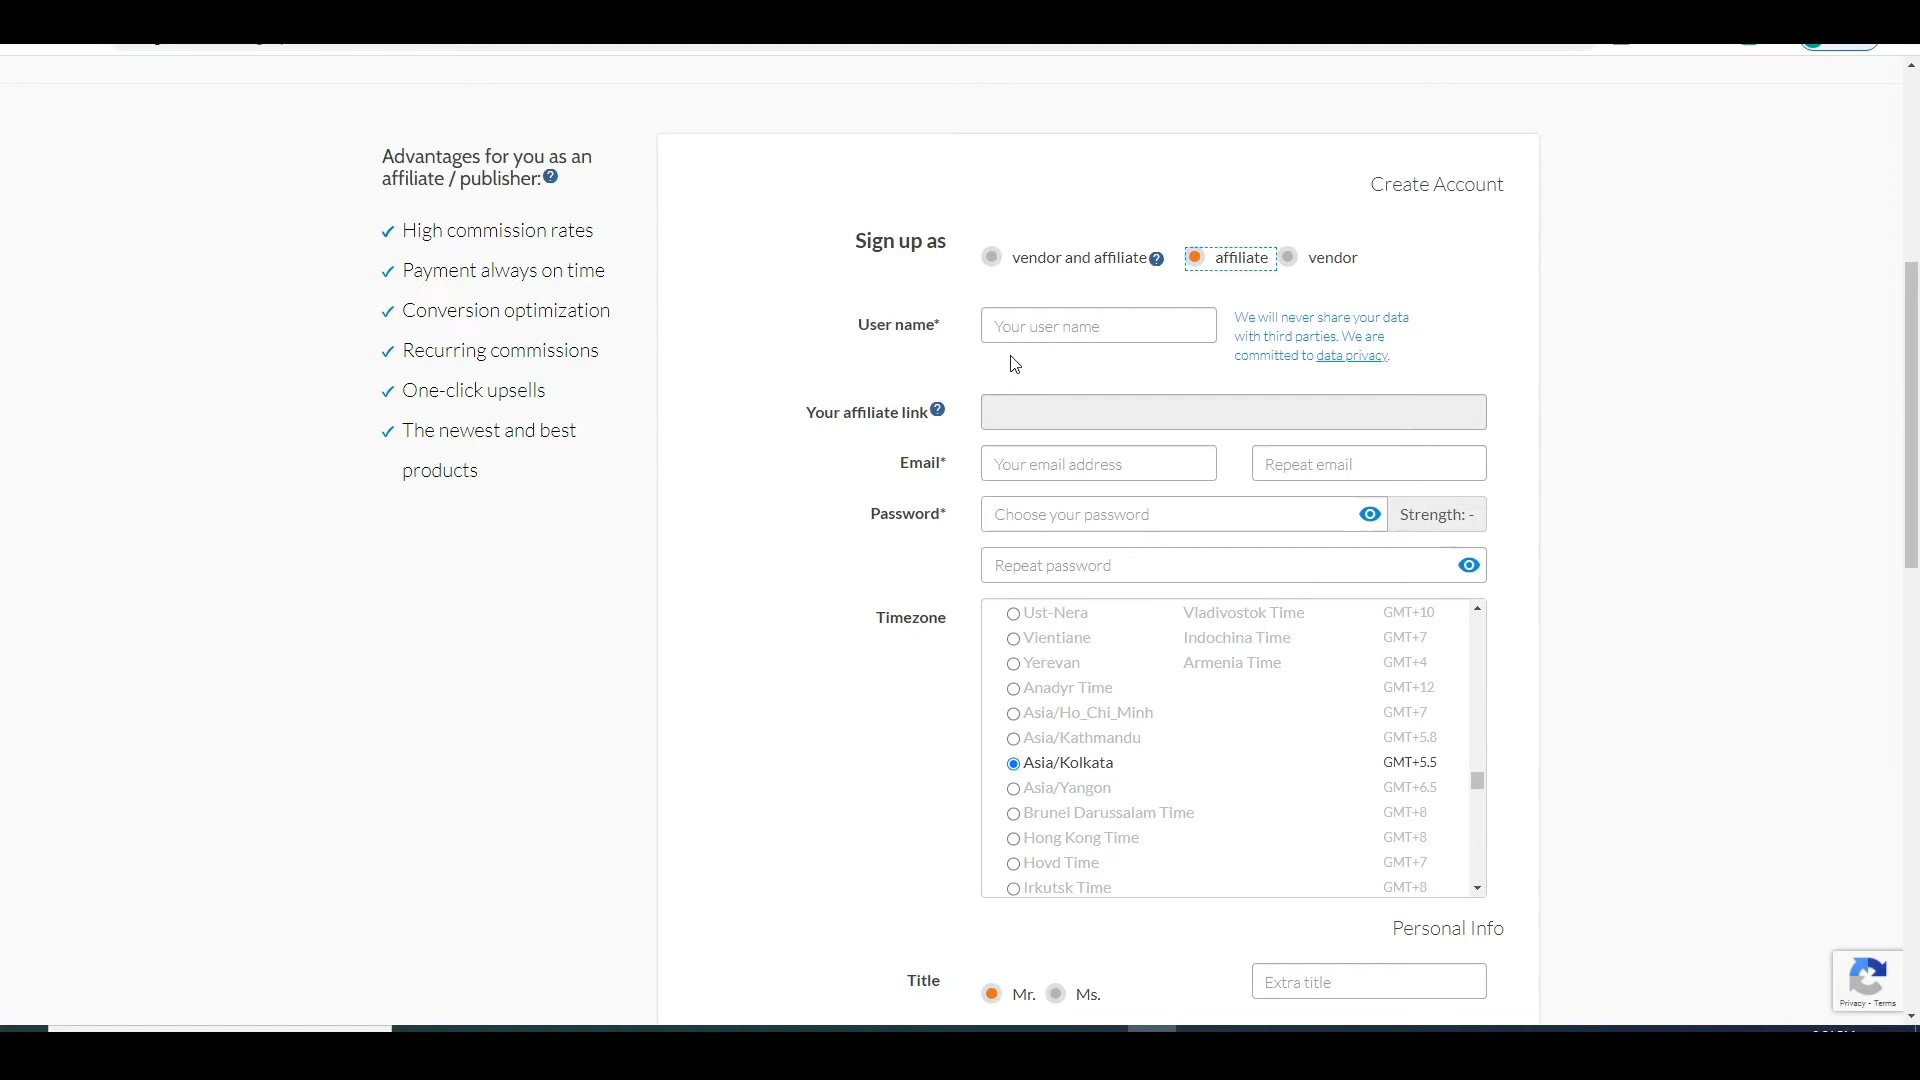 Advantages for you as an
affiliate / publisher:
High commission rates
Payment always on time
Conversion optimization
Recurring commissions
One-click upsells
The newest and best
products
Create Account
Sign up as
vendor and affiliate
affiliate
vendor
User name*
Your user name
We will never share your data
with third parties. We are
committed to data privacy.
Your affiliate link
Email*
Your email address
Repeat email
Password*
Choose your password
Strength: -
Repeat password
Timezone
Ust-Nera Vladivostok Time GMT+10
Vientiane Indochina Time GMT+7
Yerevan Armenia Time GMT+4
Anadyr Time GMT+12
Asia/Ho_Chi_Minh GMT+7
Asia/Kathmandu GMT+5.8
Asia/Kolkata GMT+5.5
Asia/Yangon GMT+6.5
Brunei Darussalam Time GMT+8
Hong Kong Time GMT+8
Hovd Time GMT+7
Irkutsk Time GMT+8
Personal Info
Title
Mr.
Ms.
Extra title
Privacy - Terms